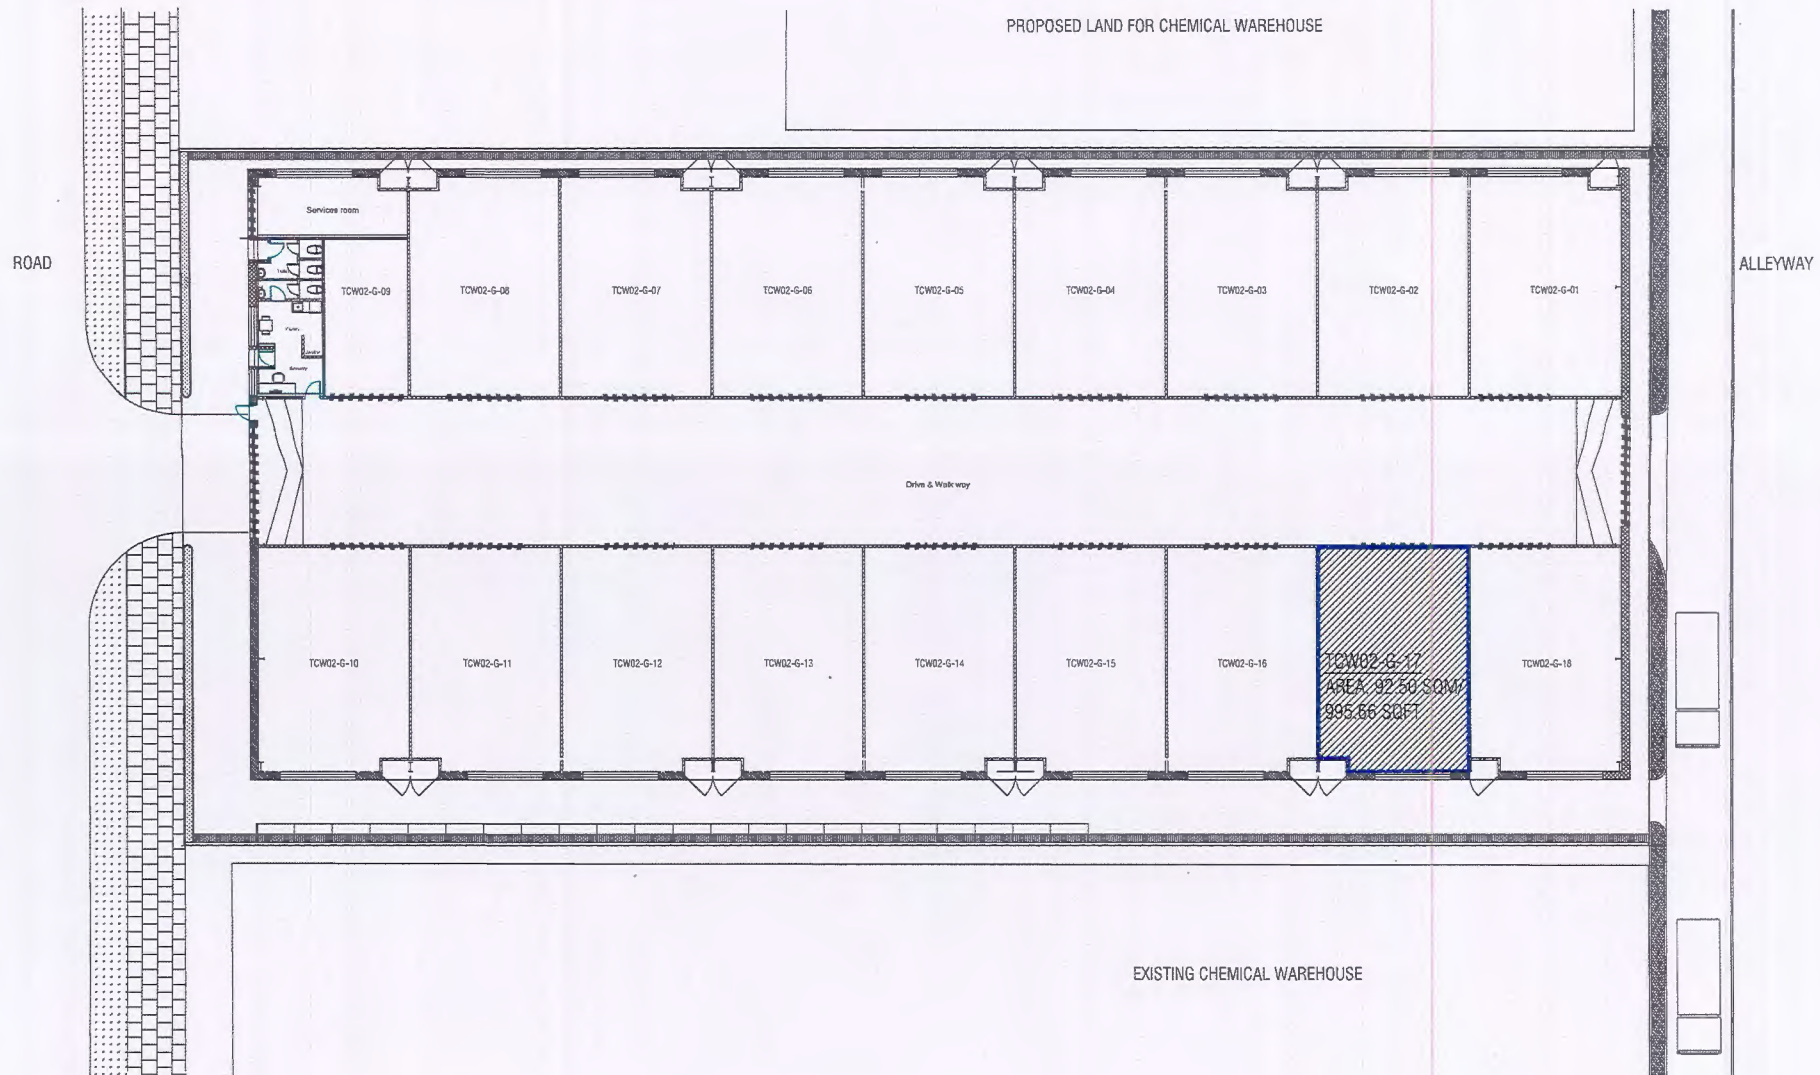 PROPOSED LAND FOR CHEMICAL WAREHOUSE
ROAD
ALLEYWAY
Services room
TCW02-G-09
TCW02-G-08
TCW02-G-07
TCW02-G-06
TCW02-G-05
TCW02-G-04
TCW02-G-03
TCW02-G-02
TCW02-G-01
Security
Drive & Walk way
TCW02-G-10
TCW02-G-11
TCW02-G-12
TCW02-G-13
TCW02-G-14
TCW02-G-15
TCW02-G-16
TCW02-G-17
AREA: 92.50 SQM/
995.66 SQFT
TCW02-G-18
EXISTING CHEMICAL WAREHOUSE